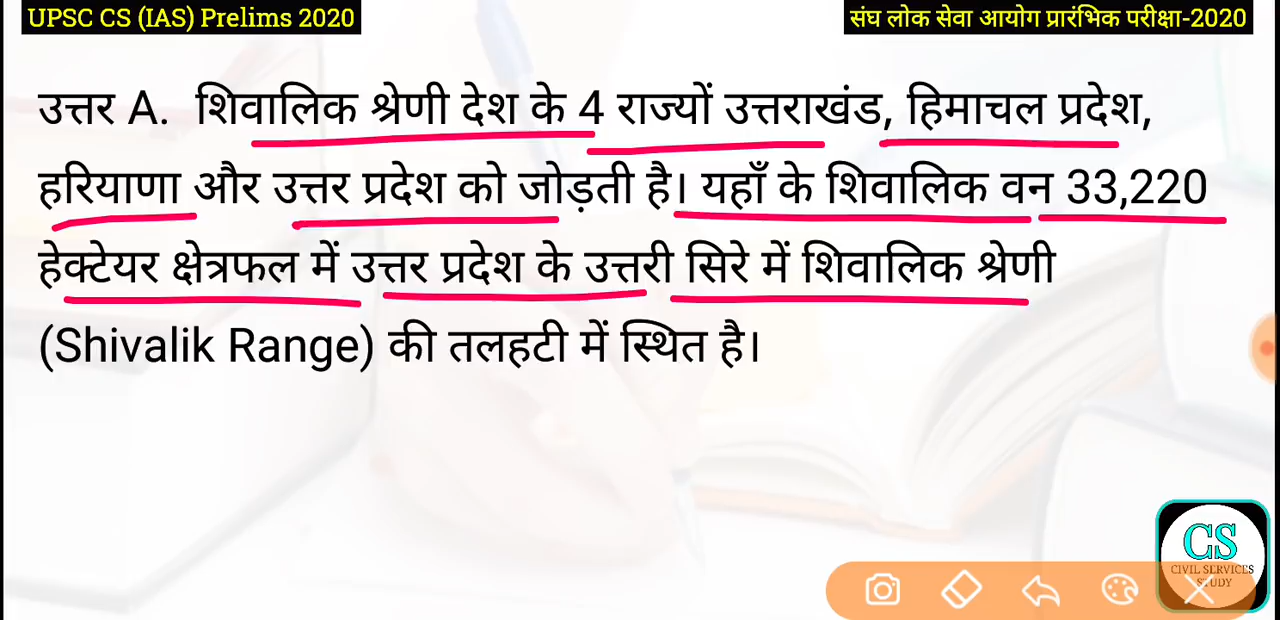 UPSC CS (IAS) Prelims 2020
संघ लोक सेवा आयोग प्रारंभिक परीक्षा-2020
उत्तर A. शिवालिक श्रेणी देश के 4 राज्यों उत्तराखंड, हिमाचल प्रदेश,
हरियाणा और उत्तर प्रदेश को जोड़ती है। यहाँ के शिवालिक वन 33,220
हेक्टेयर क्षेत्रफल में उत्तर प्रदेश के उत्तरी सिरे में शिवालिक श्रेणी
(Shivalik Range) की तलहटी में स्थित है।
CS
CIVIL SERVICES
STUDY